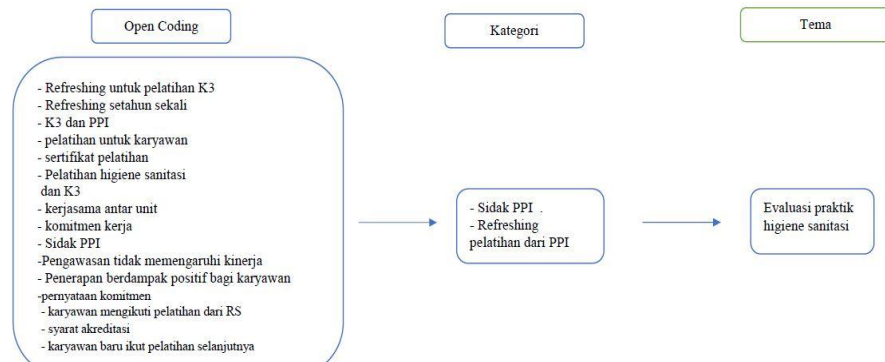 Open Coding
Kategori
Tema
- Refreshing untuk pelatihan K3
- Refreshing setahun sekali
- K3 dan PPI
- pelatihan untuk karyawan
- sertifikat pelatihan
- Pelatihan higiene sanitasi
dan K3
- kerjasama antar unit
- komitmen kerja
- Sidak PPI
-Pengawasan tidak memengaruhi kinerja
- Penerapan berdampak positif bagi karyawan
-pernyataan komitmen
- karyawan mengikuti pelatihan dari RS
- syarat akreditasi
- karyawan baru ikut pelatihan selanjutnya
- Sidak PPI .
- Refreshing
pelatihan dari PPI
Evaluasi praktik
higiene sanitasi